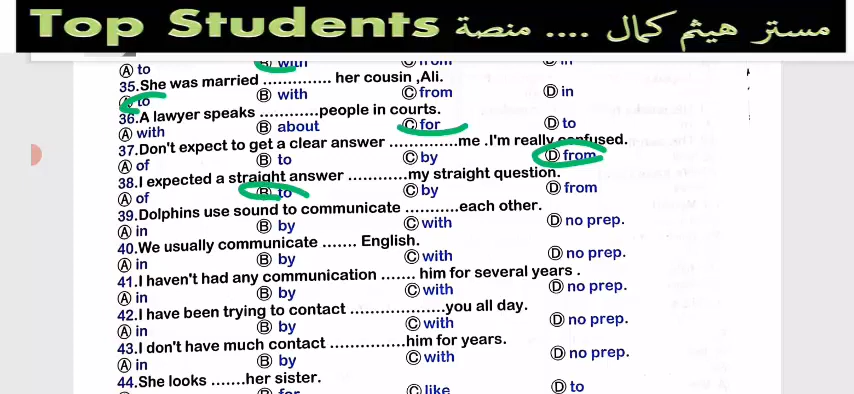 Top Students مستر هيثم كمال .... منصة
Ⓐ to Ⓑ with Ⓒ from Ⓓ in
35.She was married .............. her cousin ,Ali.
Ⓐ to Ⓑ with Ⓒ from Ⓓ in
36.A lawyer speaks ............people in courts.
Ⓐ with Ⓑ about Ⓒ for Ⓓ to
37.Don't expect to get a clear answer ..............me .I'm really confused.
Ⓐ of Ⓑ to Ⓒ by Ⓓ from
38.I expected a straight answer ............my straight question.
Ⓐ of Ⓑ to Ⓒ by Ⓓ from
39.Dolphins use sound to communicate ...........each other.
Ⓐ in Ⓑ by Ⓒ with Ⓓ no prep.
40.We usually communicate ....... English.
Ⓐ in Ⓑ by Ⓒ with Ⓓ no prep.
41.I haven't had any communication ....... him for several years .
Ⓐ in Ⓑ by Ⓒ with Ⓓ no prep.
42.I have been trying to contact ....................you all day.
Ⓐ in Ⓑ by Ⓒ with Ⓓ no prep.
43.I don't have much contact ................him for years.
Ⓐ in Ⓑ by Ⓒ with Ⓓ no prep.
44.She looks .......her sister.
Ⓑ for Ⓒ like Ⓓ to